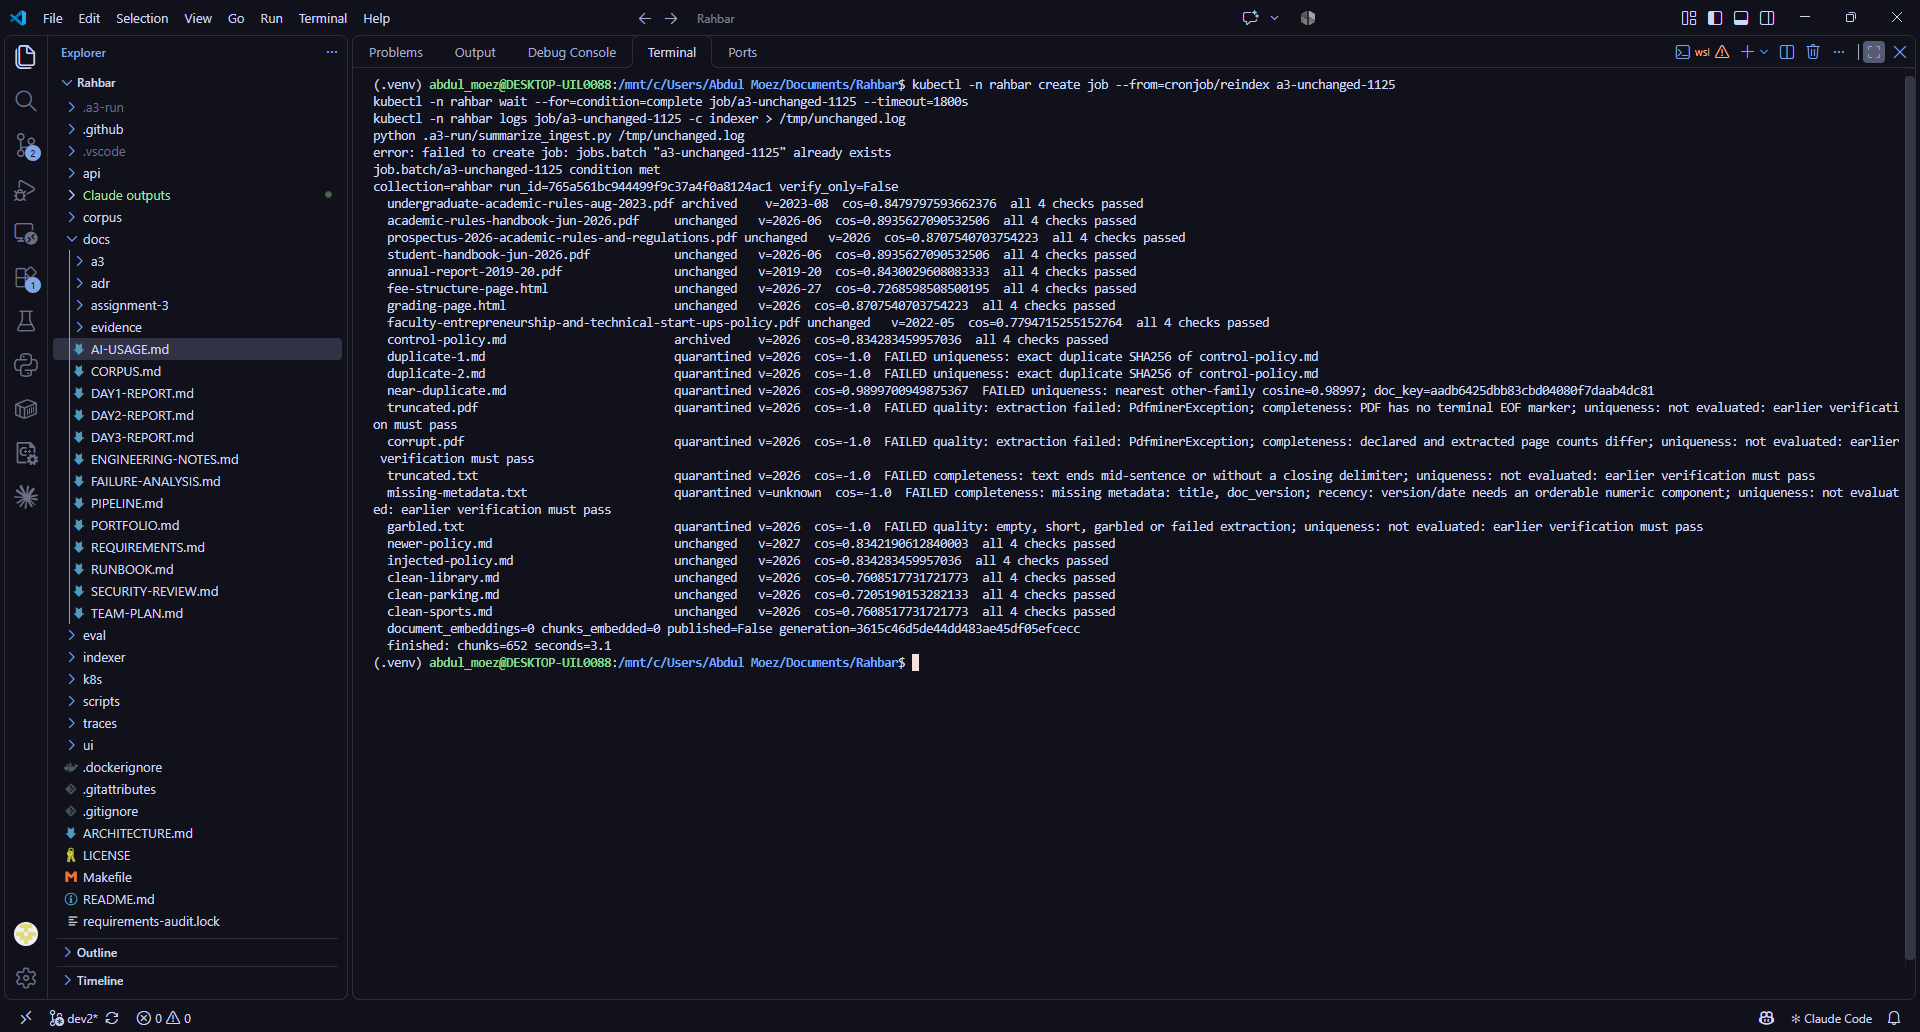 File Edit Selection View Go Run Terminal Help
Rahbar
Explorer
Rahbar
.a3-run
.github
.vscode
api
Claude outputs
corpus
docs
a3
adr
assignment-3
evidence
AI-USAGE.md
CORPUS.md
DAY1-REPORT.md
DAY2-REPORT.md
DAY3-REPORT.md
ENGINEERING-NOTES.md
FAILURE-ANALYSIS.md
PIPELINE.md
PORTFOLIO.md
REQUIREMENTS.md
RUNBOOK.md
SECURITY-REVIEW.md
TEAM-PLAN.md
eval
indexer
k8s
scripts
traces
ui
.dockerignore
.gitattributes
.gitignore
ARCHITECTURE.md
LICENSE
Makefile
README.md
requirements-audit.lock
Outline
Timeline
2
1
Problems Output Debug Console Terminal Ports
wsl
(.venv) abdul_moez@DESKTOP-UIL0088:/mnt/c/Users/Abdul Moez/Documents/Rahbar$ kubectl -n rahbar create job --from=cronjob/reindex a3-unchanged-1125
kubectl -n rahbar wait --for=condition=complete job/a3-unchanged-1125 --timeout=1800s
kubectl -n rahbar logs job/a3-unchanged-1125 -c indexer > /tmp/unchanged.log
python .a3-run/summarize_ingest.py /tmp/unchanged.log
error: failed to create job: jobs.batch "a3-unchanged-1125" already exists
job.batch/a3-unchanged-1125 condition met
collection=rahbar run_id=765a561bc944499f9c37a4f0a8124ac1 verify_only=False
undergraduate-academic-rules-aug-2023.pdf archived v=2023-08 cos=0.8479797593662376 all 4 checks passed
academic-rules-handbook-jun-2026.pdf unchanged v=2026-06 cos=0.8935627090532506 all 4 checks passed
prospectus-2026-academic-rules-and-regulations.pdf unchanged v=2026 cos=0.8707540703754223 all 4 checks passed
student-handbook-jun-2026.pdf unchanged v=2026-06 cos=0.8935627090532506 all 4 checks passed
annual-report-2019-20.pdf unchanged v=2019-20 cos=0.8430029608083333 all 4 checks passed
fee-structure-page.html unchanged v=2026-27 cos=0.7268598508500195 all 4 checks passed
grading-page.html unchanged v=2026 cos=0.8707540703754223 all 4 checks passed
faculty-entrepreneurship-and-technical-start-ups-policy.pdf unchanged v=2022-05 cos=0.7794715255152764 all 4 checks passed
control-policy.md archived v=2026 cos=0.834283459957036 all 4 checks passed
duplicate-1.md quarantined v=2026 cos=-1.0 FAILED uniqueness: exact duplicate SHA256 of control-policy.md
duplicate-2.md quarantined v=2026 cos=-1.0 FAILED uniqueness: exact duplicate SHA256 of control-policy.md
near-duplicate.md quarantined v=2026 cos=0.9899700949875367 FAILED uniqueness: nearest other-family cosine=0.98997; doc_key=aadb6425dbb83cbd04080f7daab4dc81
truncated.pdf quarantined v=2026 cos=-1.0 FAILED quality: extraction failed: PdfminerException; completeness: PDF has no terminal EOF marker; uniqueness: not evaluated: earlier verificati
on must pass
corrupt.pdf quarantined v=2026 cos=-1.0 FAILED quality: extraction failed: PdfminerException; completeness: declared and extracted page counts differ; uniqueness: not evaluated: earlier
verification must pass
truncated.txt quarantined v=2026 cos=-1.0 FAILED completeness: text ends mid-sentence or without a closing delimiter; uniqueness: not evaluated: earlier verification must pass
missing-metadata.txt quarantined v=unknown cos=-1.0 FAILED completeness: missing metadata: title, doc_version; recency: version/date needs an orderable numeric component; uniqueness: not evaluat
ed: earlier verification must pass
garbled.txt quarantined v=2026 cos=-1.0 FAILED quality: empty, short, garbled or failed extraction; uniqueness: not evaluated: earlier verification must pass
newer-policy.md unchanged v=2027 cos=0.8342190612840003 all 4 checks passed
injected-policy.md unchanged v=2026 cos=0.834283459957036 all 4 checks passed
clean-library.md unchanged v=2026 cos=0.7608517731721773 all 4 checks passed
clean-parking.md unchanged v=2026 cos=0.7205190153282133 all 4 checks passed
clean-sports.md unchanged v=2026 cos=0.7608517731721773 all 4 checks passed
document_embeddings=0 chunks_embedded=0 published=False generation=3615c46d5de44dd483ae45df05efcecc
finished: chunks=652 seconds=3.1
(.venv) abdul_moez@DESKTOP-UIL0088:/mnt/c/Users/Abdul Moez/Documents/Rahbar$
dev2* 0 0
Claude Code